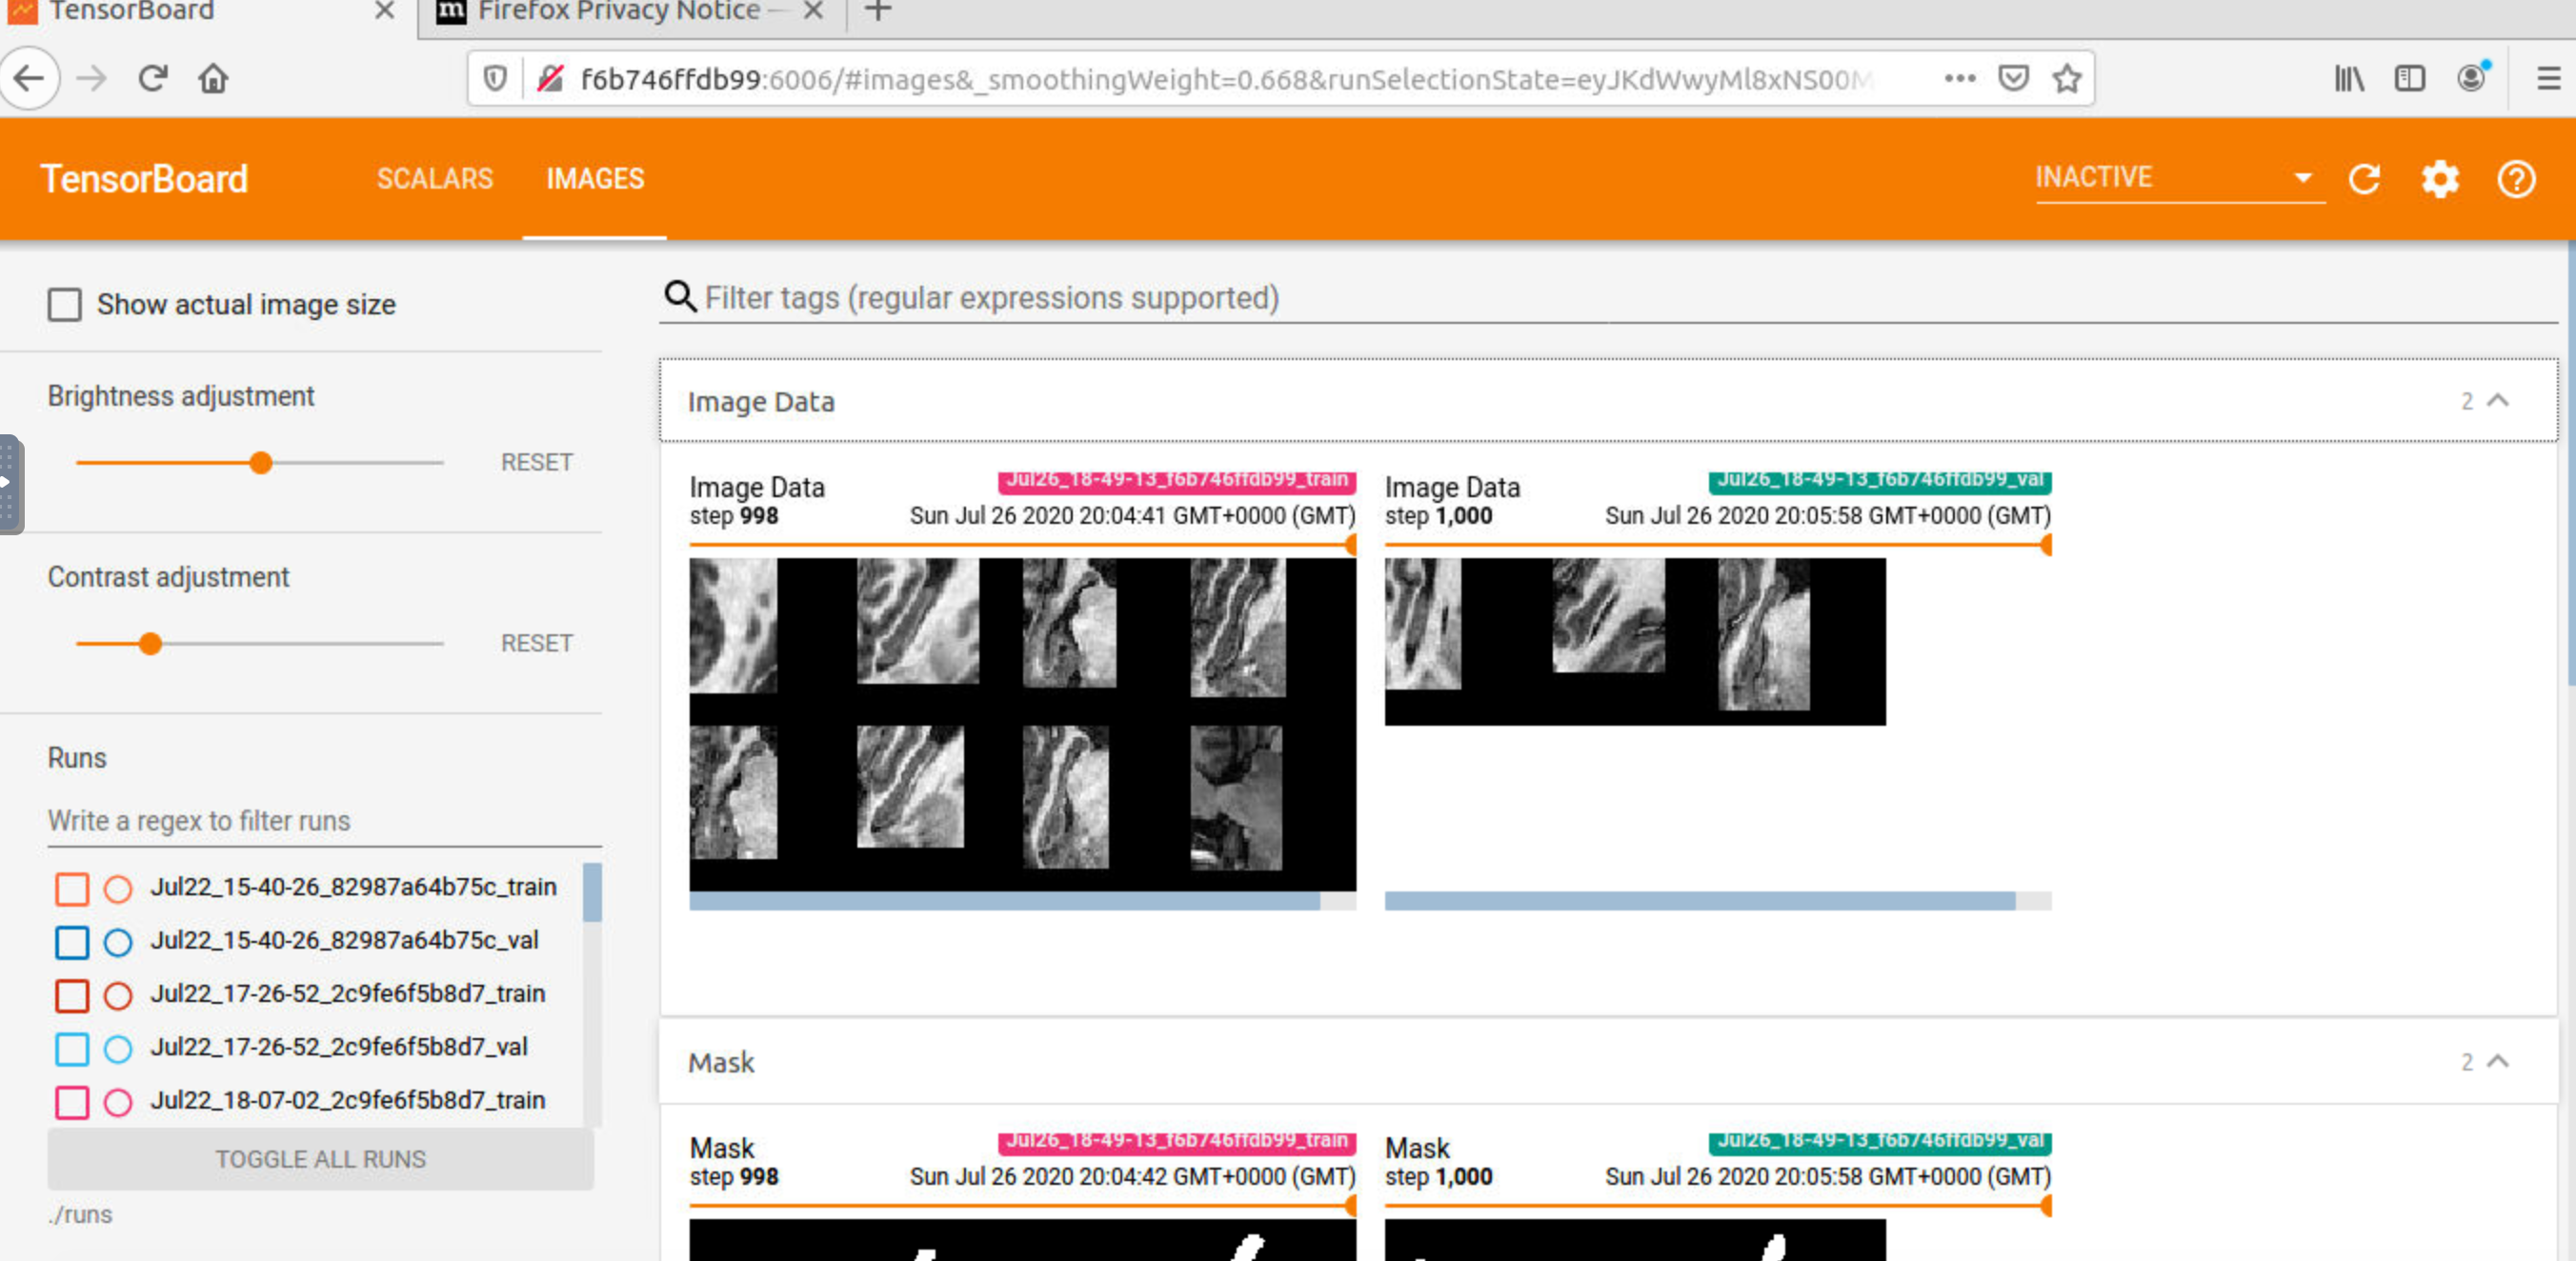 TensorBoard
Firefox Privacy Notice —
f6b746ffdb99:6006/#images&_smoothingWeight=0.668&runSelectionState=eyJKdWwyMl8xNS00M
TensorBoard
SCALARS
IMAGES
INACTIVE
Show actual image size
Filter tags (regular expressions supported)
Brightness adjustment
RESET
Contrast adjustment
RESET
Runs
Write a regex to filter runs
Jul22_15-40-26_82987a64b75c_train
Jul22_15-40-26_82987a64b75c_val
Jul22_17-26-52_2c9fe6f5b8d7_train
Jul22_17-26-52_2c9fe6f5b8d7_val
Jul22_18-07-02_2c9fe6f5b8d7_train
TOGGLE ALL RUNS
./runs
Image Data
2
Image Data
Jul26_18-49-13_f6b746ffdb99_train
step 998
Sun Jul 26 2020 20:04:41 GMT+0000 (GMT)
Image Data
Jul26_18-49-13_f6b746ffdb99_val
step 1,000
Sun Jul 26 2020 20:05:58 GMT+0000 (GMT)
Mask
2
Mask
Jul26_18-49-13_f6b746ffdb99_train
step 998
Sun Jul 26 2020 20:04:42 GMT+0000 (GMT)
Mask
Jul26_18-49-13_f6b746ffdb99_val
step 1,000
Sun Jul 26 2020 20:05:58 GMT+0000 (GMT)